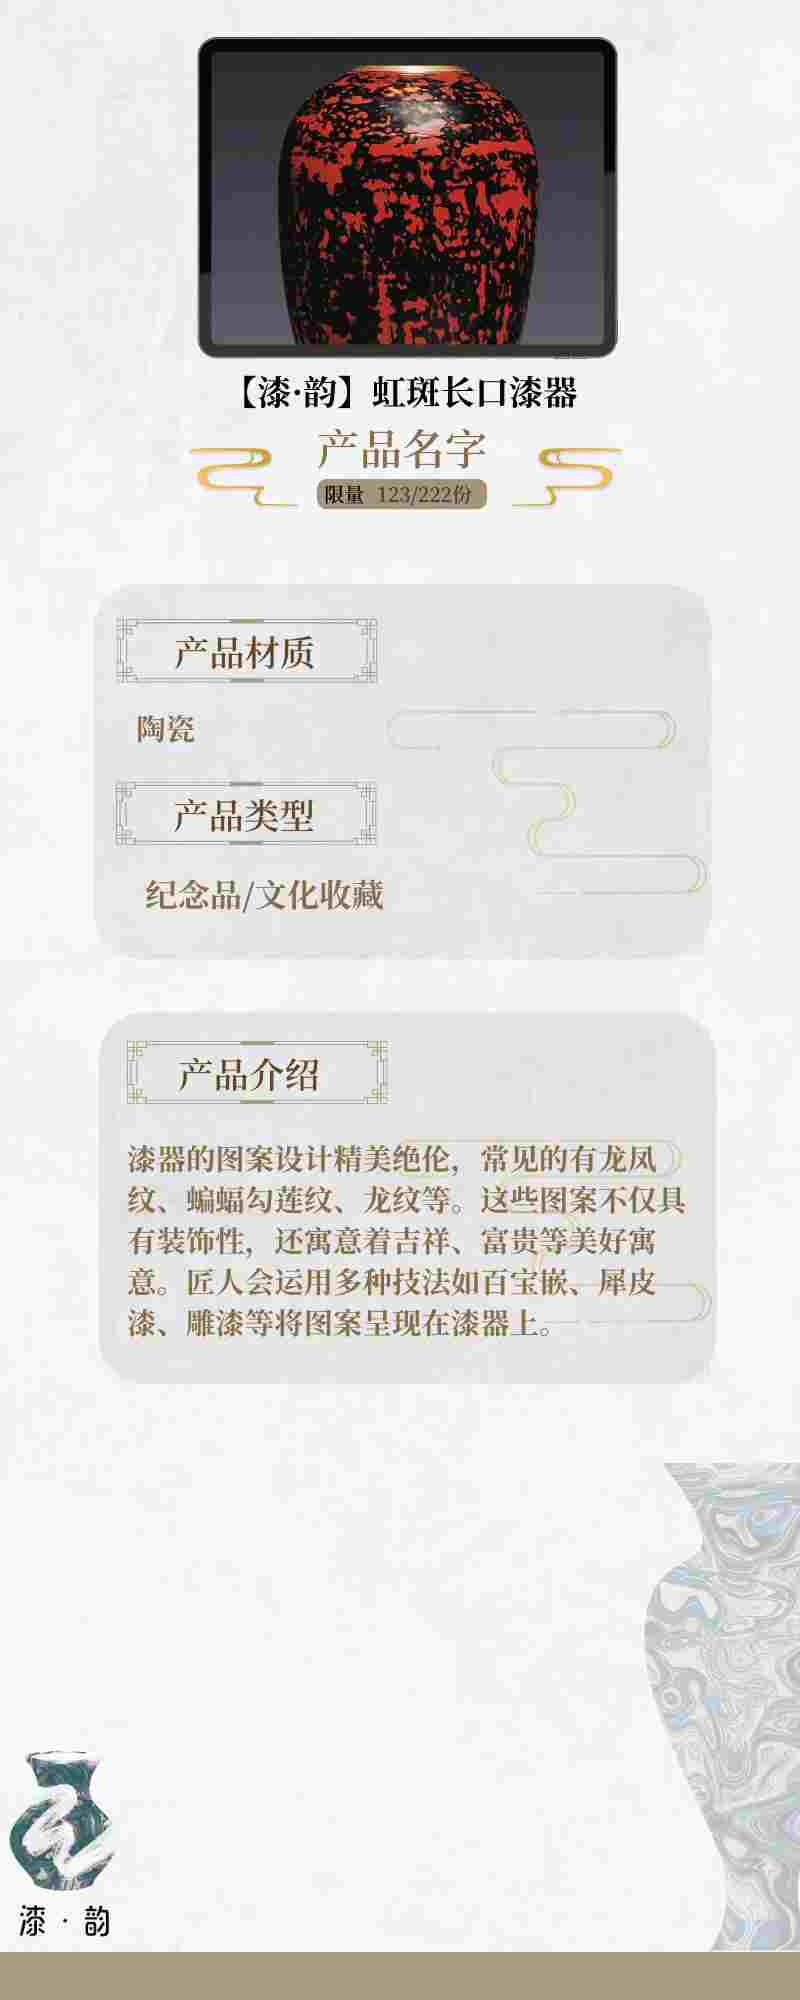 【漆·韵】虹斑长口漆器
产品名字
限量 123/222份
产品材质
陶瓷
产品类型
纪念品/文化收藏
产品介绍
漆器的图案设计精美绝伦，常见的有龙凤
纹、蝙蝠勾莲纹、龙纹等。这些图案不仅具
有装饰性，还寓意着吉祥、富贵等美好寓
意。匠人会运用多种技法如百宝嵌、犀皮
漆、雕漆等将图案呈现在漆器上。
漆·韵